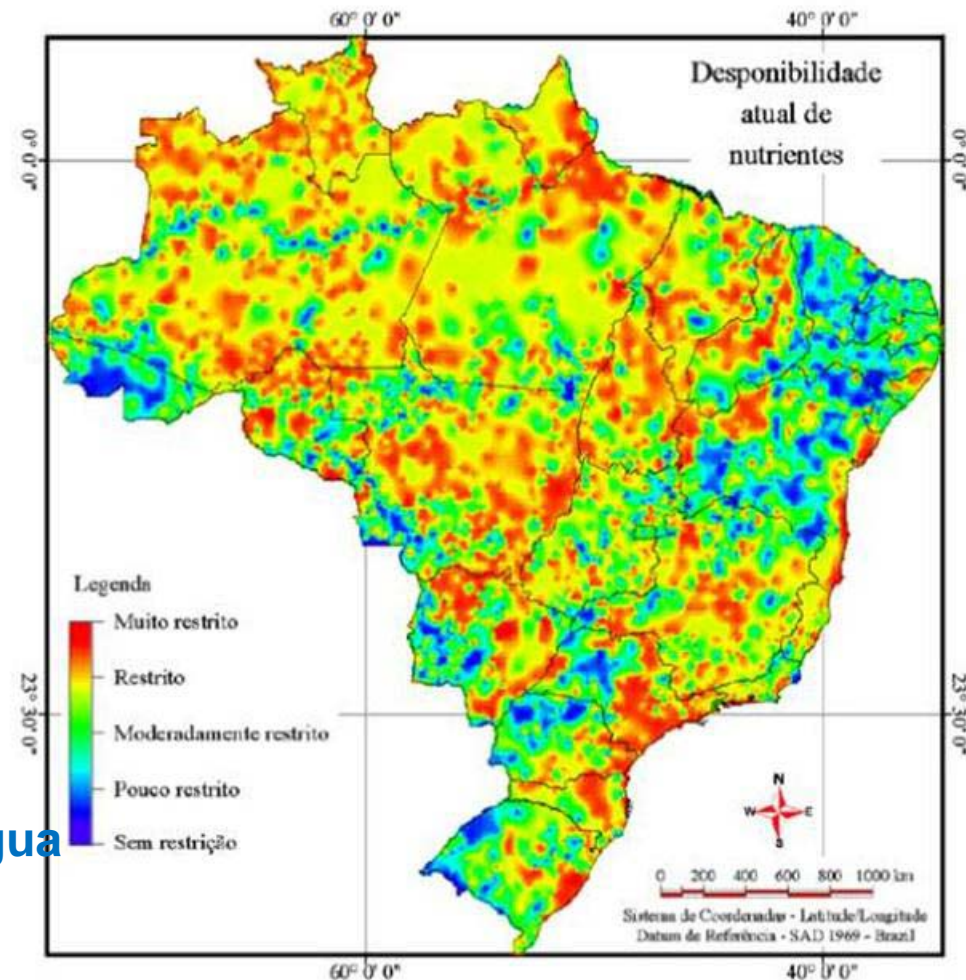 60° 0' 0"
40° 0' 0"
Desponibilidade
atual de
nutrientes
0° 0' 0"
0° 0' 0"
Legenda
Muito restrito
Restrito
Moderadamente restrito
Pouco restrito
Sem restrição
gua
23° 30' 0"
23° 30' 0"
N
W E
S
0 200 400 600 800 1000 km
Sistema de Coordenadas - Latitude/Longitude
Datum de Referência - SAD 1969 - Brazil
60° 0' 0"
40° 0' 0"